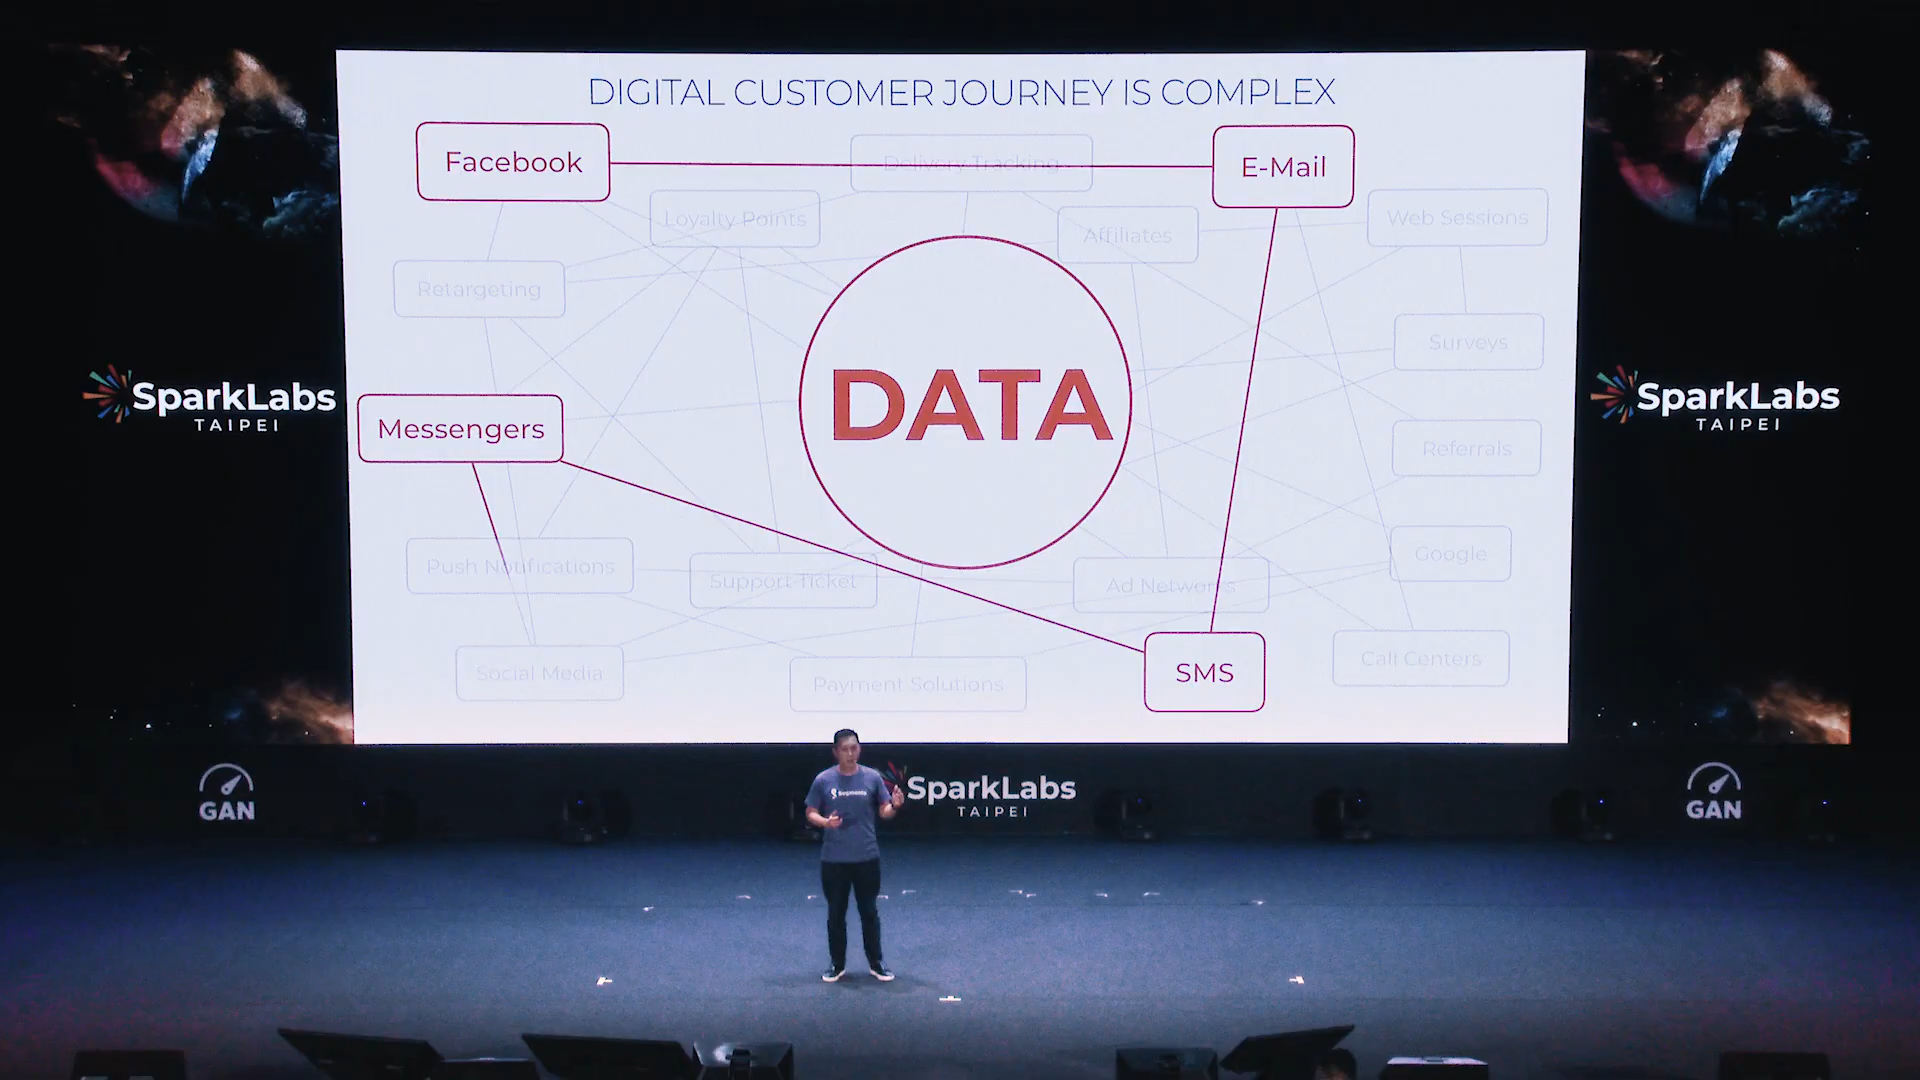 DIGITAL CUSTOMER JOURNEY IS COMPLEX
Facebook
Delivery Tracking
E-Mail
Loyalty Points
Affiliates
Web Sessions
Retargeting
Surveys
DATA
SparkLabs
TAIPEI
SparkLabs
TAIPEI
Messengers
Referrals
Push Notifications
Support Ticket
Ad Networks
Google
Social Media
Payment Solutions
SMS
Call Centers
GAN
Segmento
SparkLabs
TAIPEI
GAN